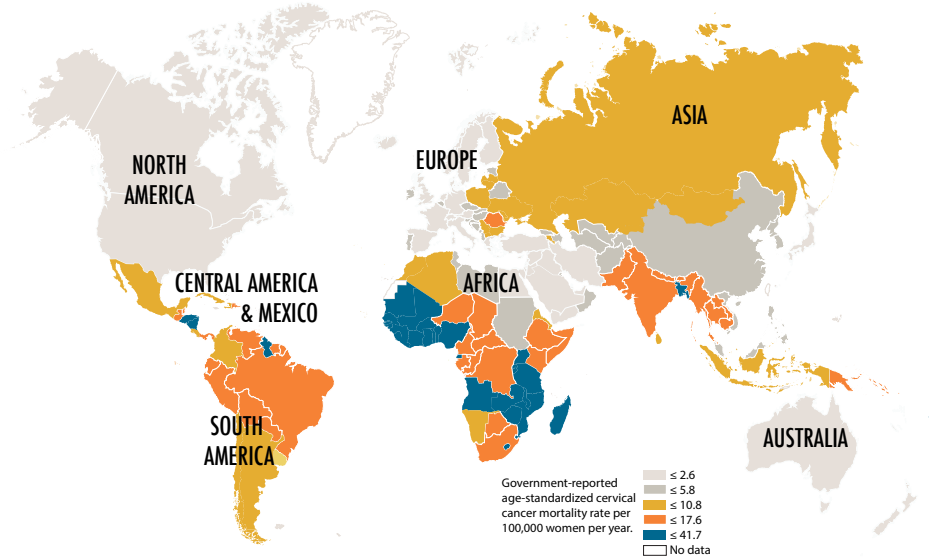 ASIA
EUROPE
NORTH
AMERICA
CENTRAL AMERICA
& MEXICO
AFRICA
SOUTH
AMERICA
AUSTRALIA
Government-reported
age-standardized cervical
cancer mortality rate per
100,000 women per year.
≤ 2.6
≤ 5.8
≤ 10.8
≤ 17.6
≤ 41.7
No data